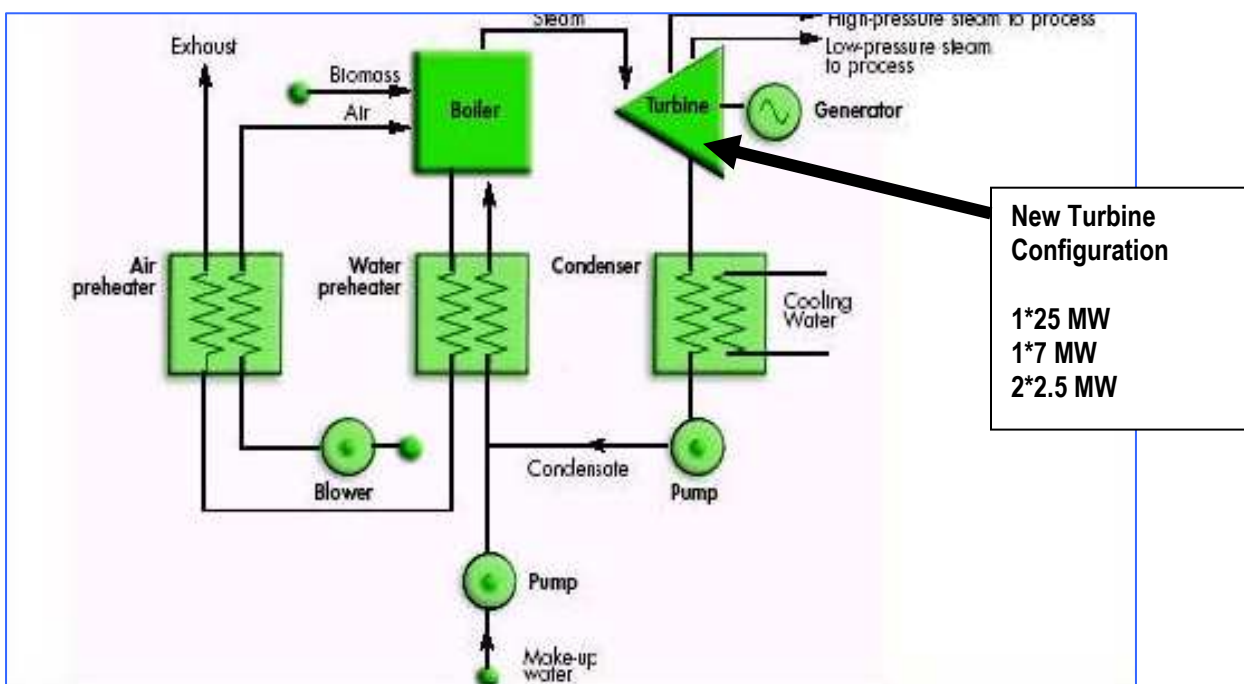 Steam
High-pressure steam to process
Low-pressure steam
to process
Exhaust
Biomass
Air
Boiler
Turbine
Generator
New Turbine
Configuration
1*25 MW
1*7 MW
2*2.5 MW
Air
preheater
Water
preheater
Condenser
Cooling
Water
Condensate
Blower
Pump
Pump
Make-up
water